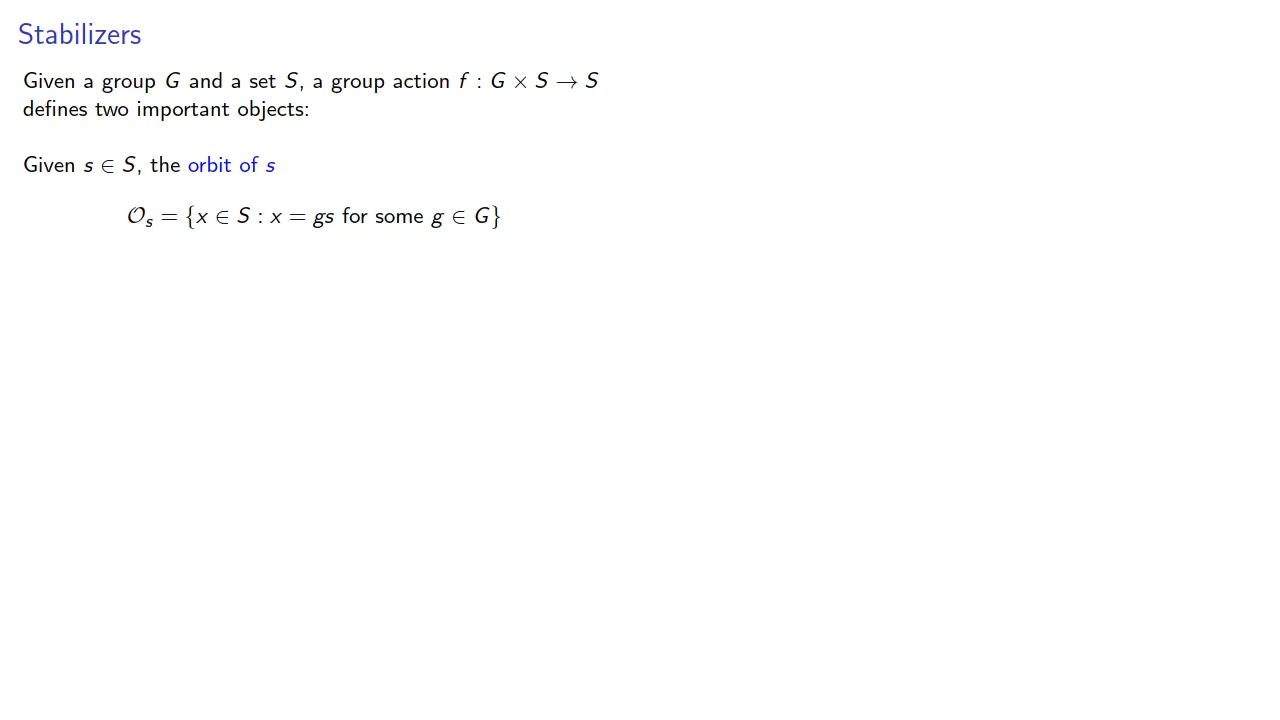 Stabilizers
Given a group G and a set S, a group action f : G × S → S
defines two important objects:
Given s ∈ S, the orbit of s
𝒪ₛ = {x ∈ S : x = gs for some g ∈ G}